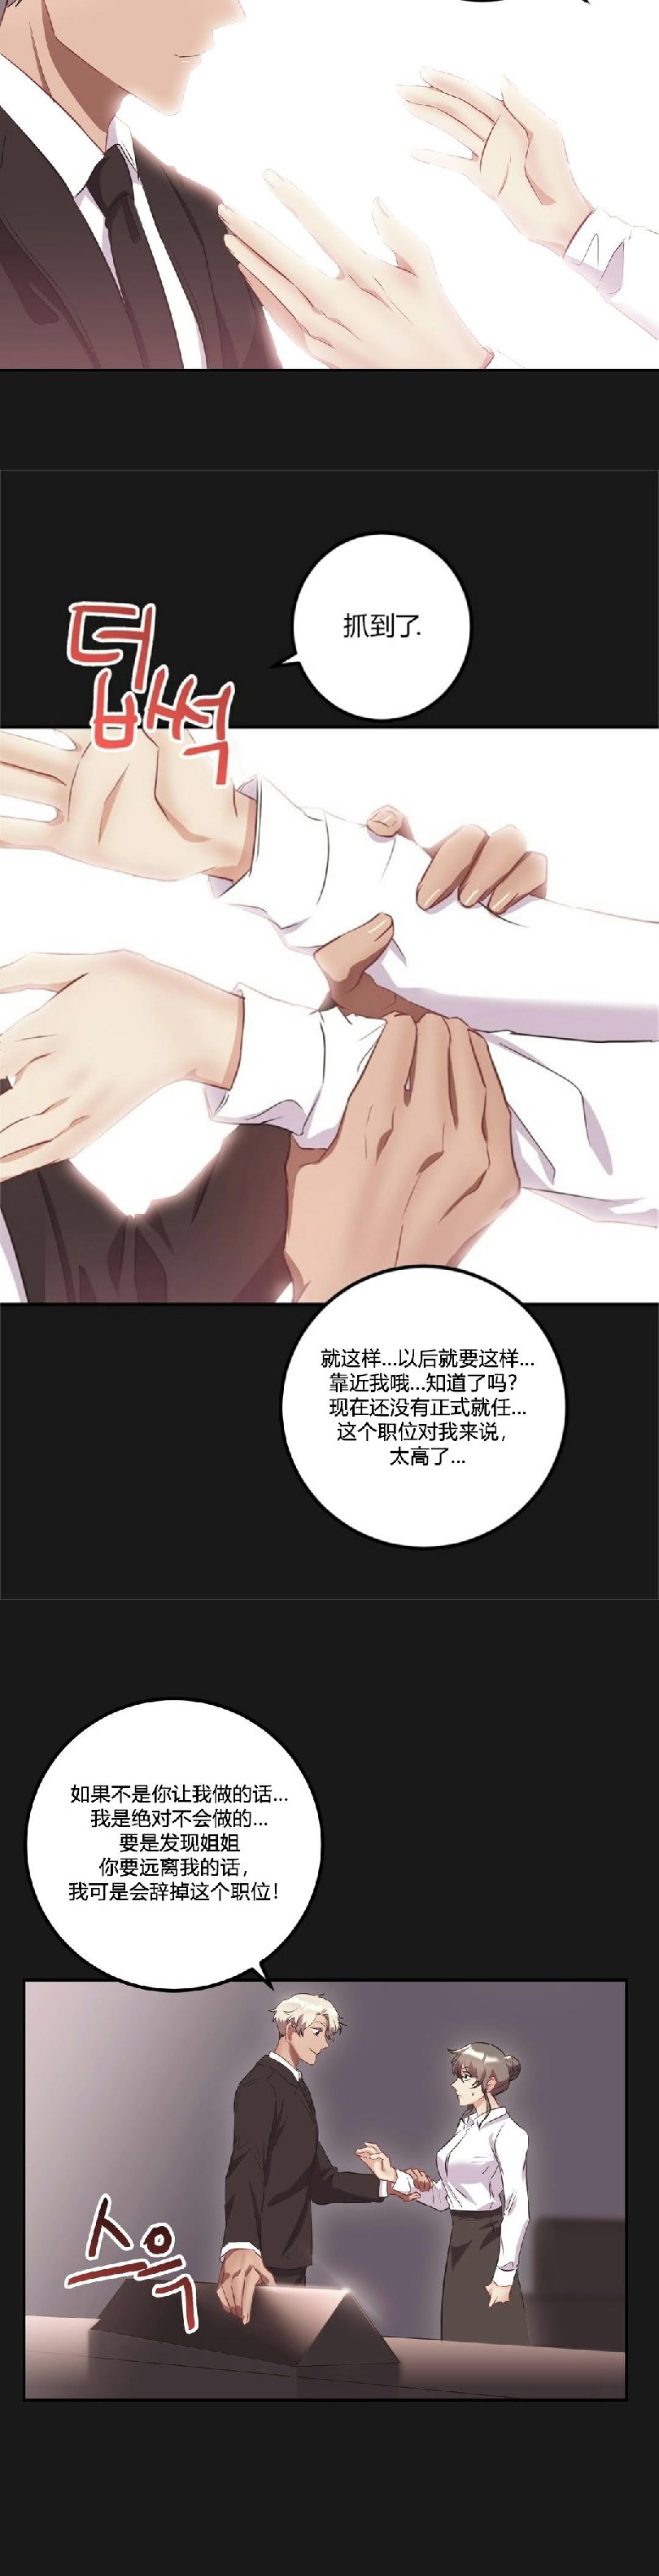 抓到了.
덥썩
就这样...以后就要这样...
靠近我哦...知道了吗?
现在还没有正式就任...
这个职位对我来说,
太高了...
如果不是你让我做的话...
我是绝对不会做的...
要是发现姐姐
你要远离我的话,
我可是会辞掉这个职位!
스윽